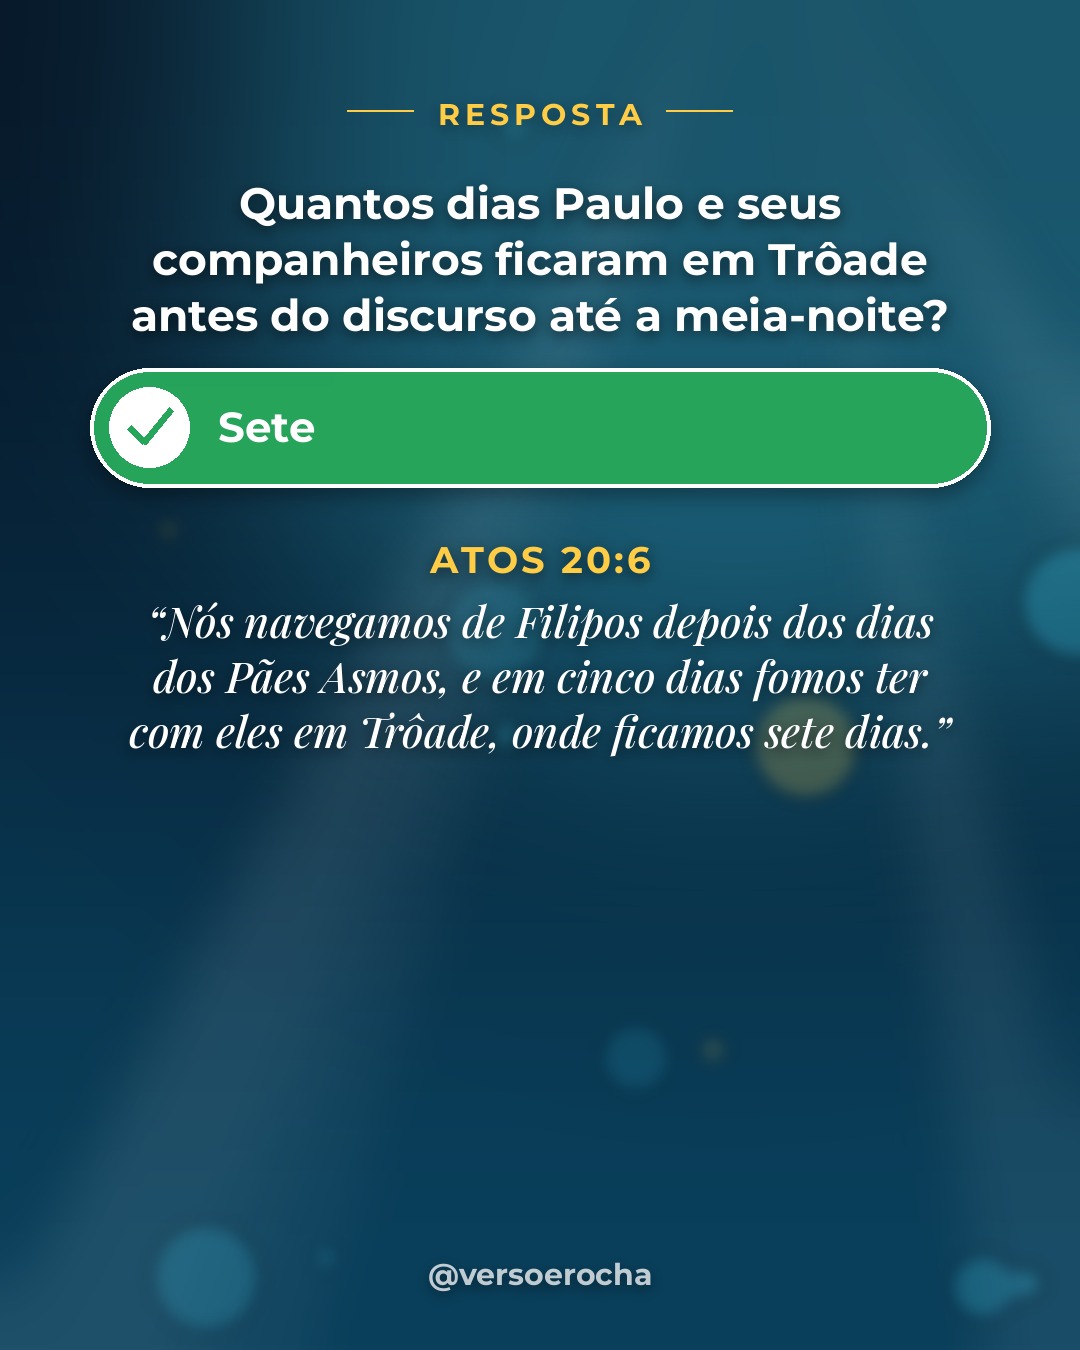 RESPOSTA
Quantos dias Paulo e seus
companheiros ficaram em Trôade
antes do discurso até a meia-noite?
Sete
ATOS 20:6
“Nós navegamos de Filipos depois dos dias
dos Pães Asmos, e em cinco dias fomos ter
com eles em Trôade, onde ficamos sete dias.”
@versoerocha